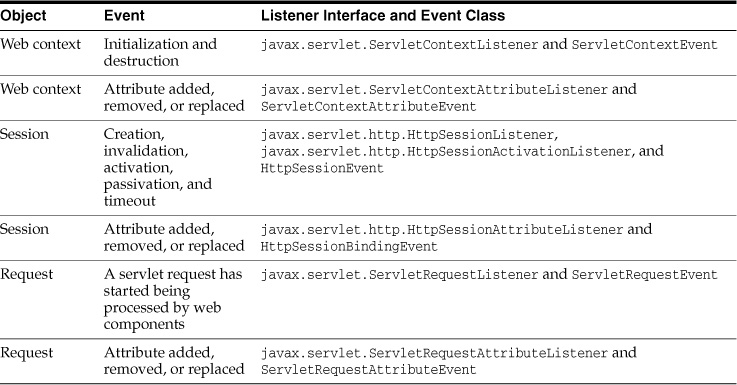 Object Event Listener Interface and Event Class
Web context Initialization and javax.servlet.ServletContextListener and ServletContextEvent
destruction
Web context Attribute added, javax.servlet.ServletContextAttributeListener and
removed, or replaced ServletContextAttributeEvent
Session Creation, javax.servlet.http.HttpSessionListener,
invalidation, javax.servlet.http.HttpSessionActivationListener, and
activation, HttpSessionEvent
passivation, and
timeout
Session Attribute added, javax.servlet.http.HttpSessionAttributeListener and
removed, or replaced HttpSessionBindingEvent
Request A servlet request has javax.servlet.ServletRequestListener and ServletRequestEvent
started being
processed by web
components
Request Attribute added, javax.servlet.ServletRequestAttributeListener and
removed, or replaced ServletRequestAttributeEvent